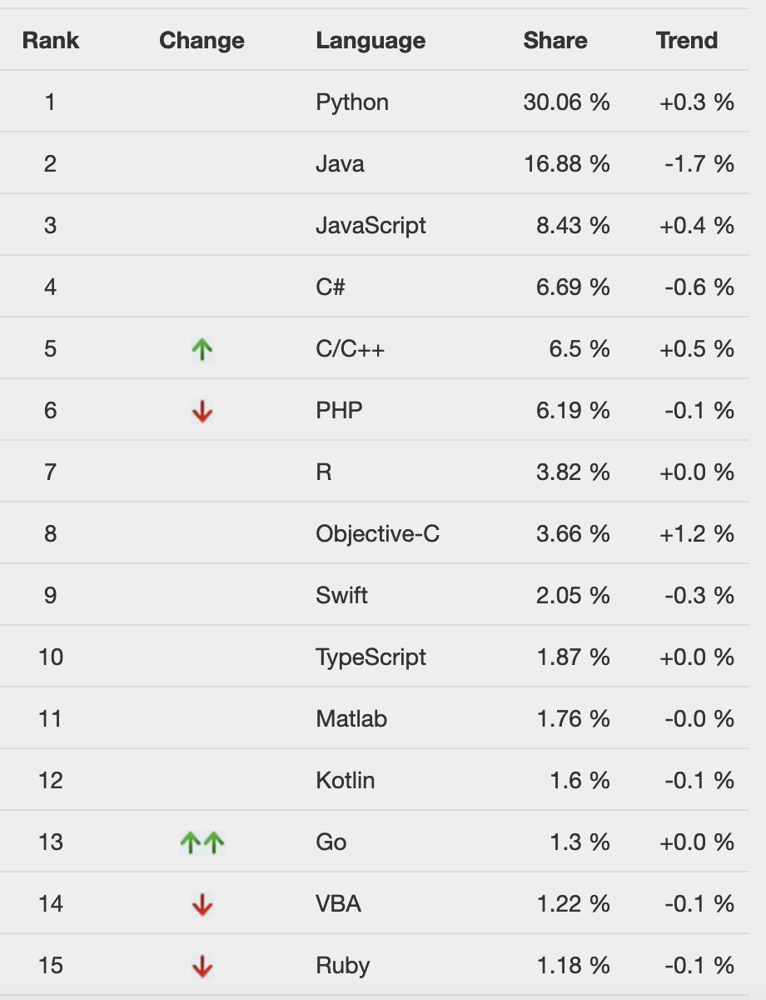 Rank Change Language Share Trend
1 Python 30.06 % +0.3 %
2 Java 16.88 % -1.7 %
3 JavaScript 8.43 % +0.4 %
4 C# 6.69 % -0.6 %
5 ↑ C/C++ 6.5 % +0.5 %
6 ↓ PHP 6.19 % -0.1 %
7 R 3.82 % +0.0 %
8 Objective-C 3.66 % +1.2 %
9 Swift 2.05 % -0.3 %
10 TypeScript 1.87 % +0.0 %
11 Matlab 1.76 % -0.0 %
12 Kotlin 1.6 % -0.1 %
13 ↑↑ Go 1.3 % +0.0 %
14 ↓ VBA 1.22 % -0.1 %
15 ↓ Ruby 1.18 % -0.1 %